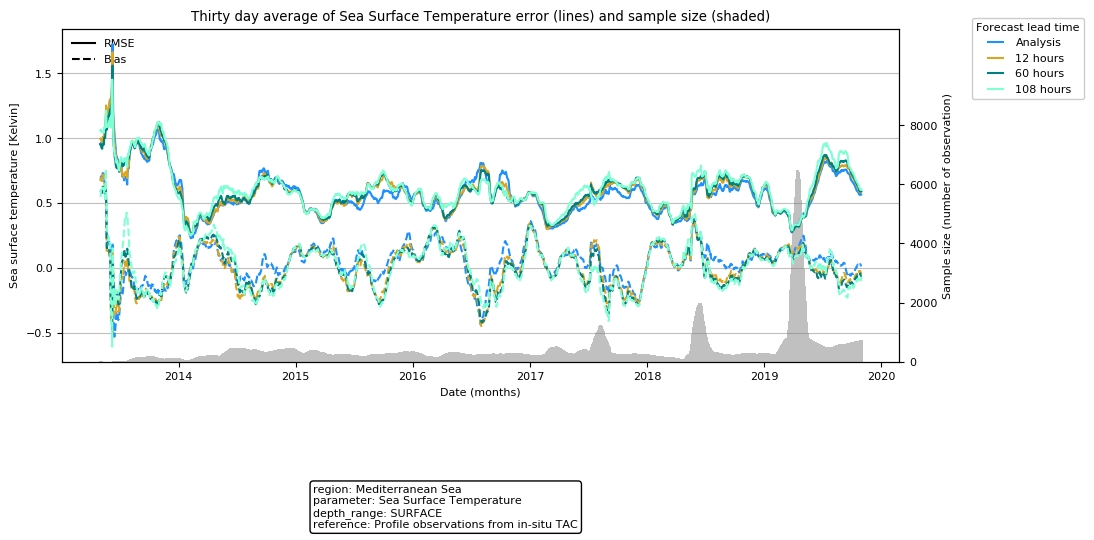 Thirty day average of Sea Surface Temperature error (lines) and sample size (shaded)
RMSE
Bias
Forecast lead time
Analysis
12 hours
60 hours
108 hours
Sea surface temperature [Kelvin]
1.5
1.0
0.5
0.0
−0.5
Sample size (number of observation)
8000
6000
4000
2000
0
2014 2015 2016 2017 2018 2019 2020
Date (months)
region: Mediterranean Sea
parameter: Sea Surface Temperature
depth_range: SURFACE
reference: Profile observations from in-situ TAC